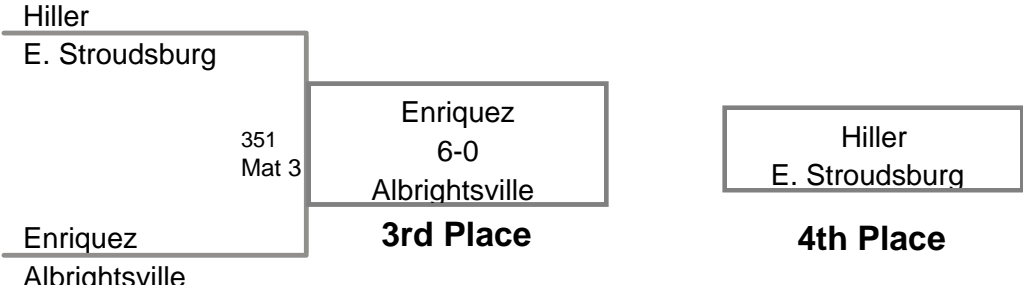 Hiller
E. Stroudsburg
351
Mat 3
Enriquez
Albrightsville
Enriquez
6-0
Albrightsville
3rd Place
Hiller
E. Stroudsburg
4th Place